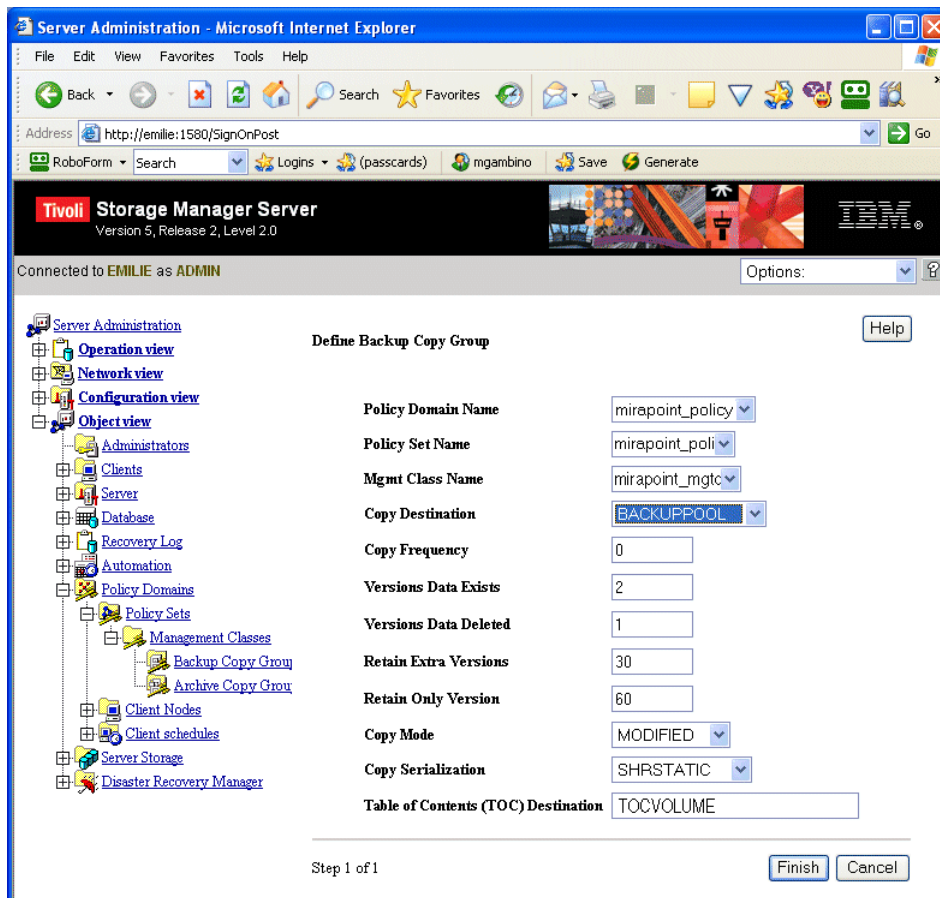 Server Administration - Microsoft Internet Explorer
File Edit View Favorites Tools Help
Back Search Favorites
Address http://emilie:1580/SignOnPost Go
RoboForm Search Logins (passcards) mgambino Save Generate
Tivoli Storage Manager Server
Version 5, Release 2, Level 2.0
IBM®
Connected to EMILIE as ADMIN
Options:
Server Administration
Operation view
Network view
Configuration view
Object view
Administrators
Clients
Server
Database
Recovery Log
Automation
Policy Domains
Policy Sets
Management Classes
Backup Copy Group
Archive Copy Grou
Client Nodes
Client schedules
Server Storage
Disaster Recovery Manager
Help
Define Backup Copy Group
Policy Domain Name mirapoint_policy
Policy Set Name mirapoint_poli
Mgmt Class Name mirapoint_mgtc
Copy Destination BACKUPPOOL
Copy Frequency 0
Versions Data Exists 2
Versions Data Deleted 1
Retain Extra Versions 30
Retain Only Version 60
Copy Mode MODIFIED
Copy Serialization SHRSTATIC
Table of Contents (TOC) Destination TOCVOLUME
Step 1 of 1
Finish Cancel